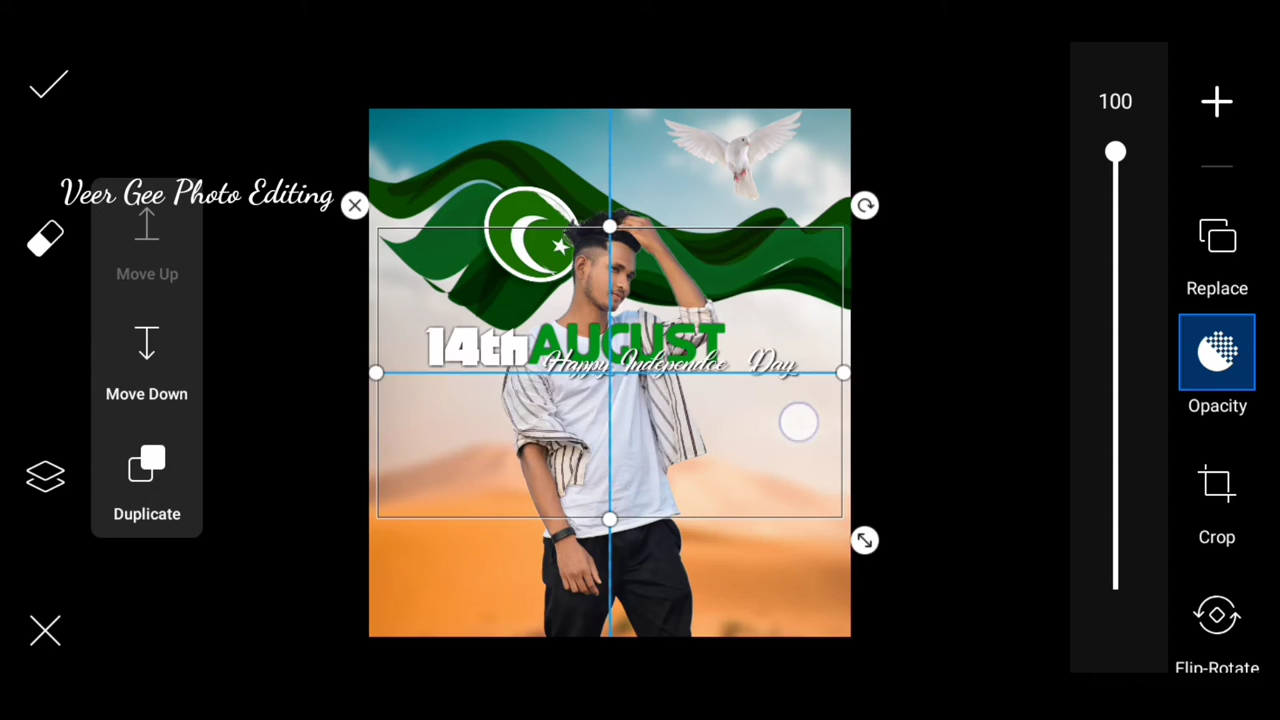 100
Veer Gee Photo Editing
Move Up
Replace
14th AUGUST
Happy Independce Day
Move Down
Opacity
Duplicate
Crop
Flip-Rotate